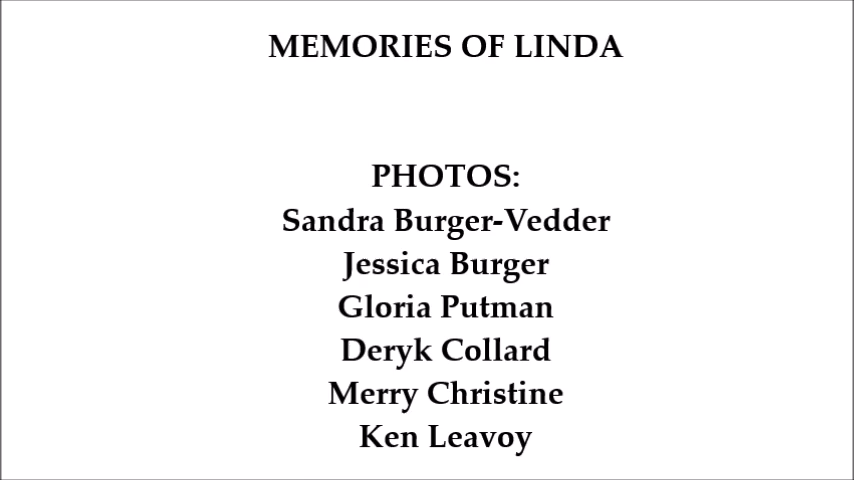 MEMORIES OF LINDA
PHOTOS:
Sandra Burger-Vedder
Jessica Burger
Gloria Putman
Deryk Collard
Merry Christine
Ken Leavoy